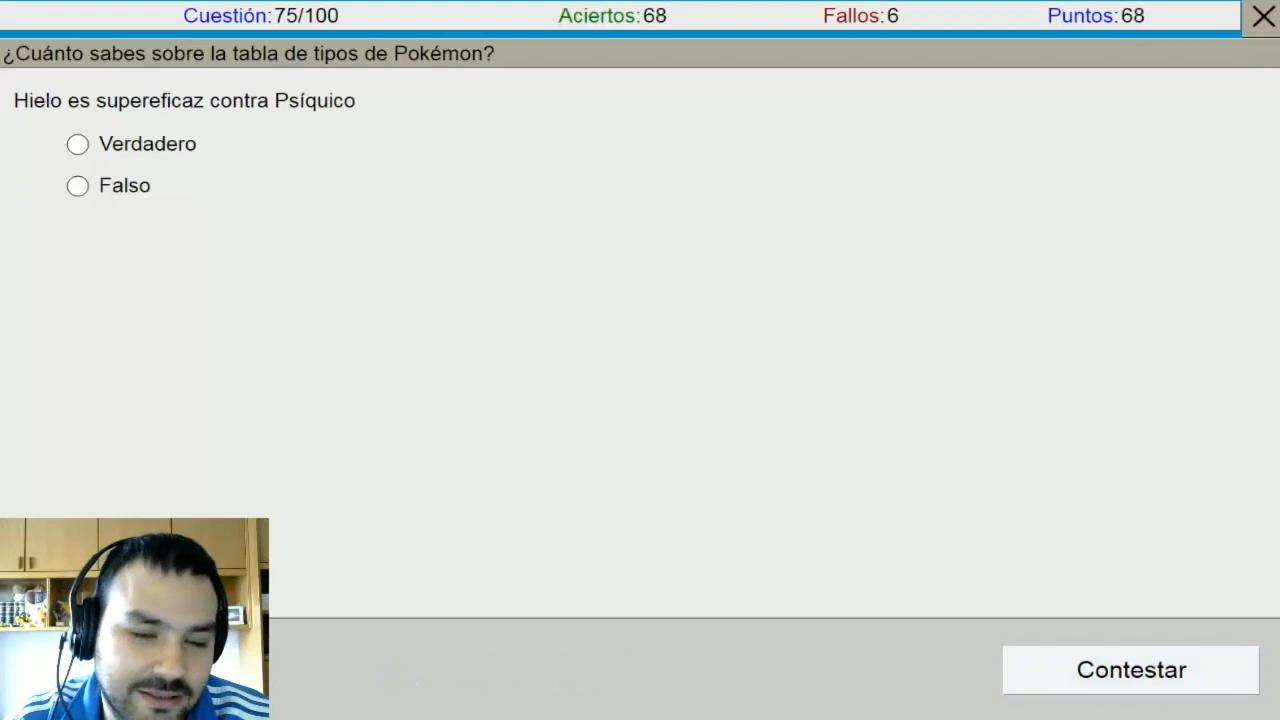 Cuestión: 75/100 Aciertos: 68 Fallos: 6 Puntos: 68
¿Cuánto sabes sobre la tabla de tipos de Pokémon?
Hielo es supereficaz contra Psíquico
Verdadero
Falso
Contestar